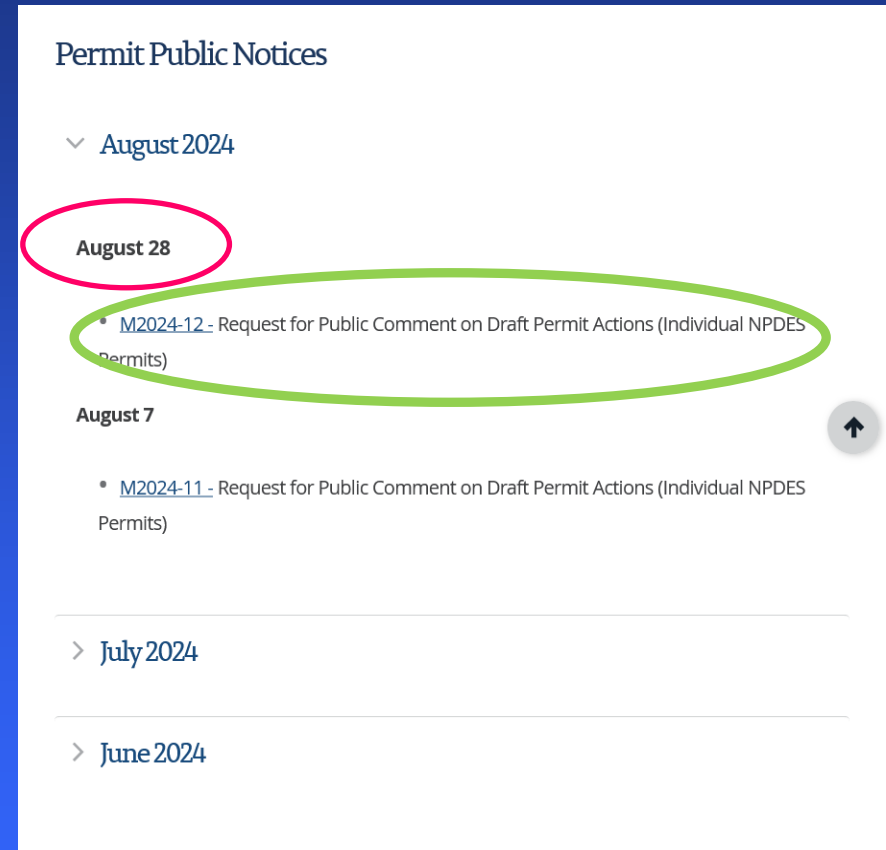 Permit Public Notices
August 2024
August 28
M2024-12 - Request for Public Comment on Draft Permit Actions (Individual NPDES
Permits)
August 7
M2024-11 - Request for Public Comment on Draft Permit Actions (Individual NPDES
Permits)
July 2024
June 2024